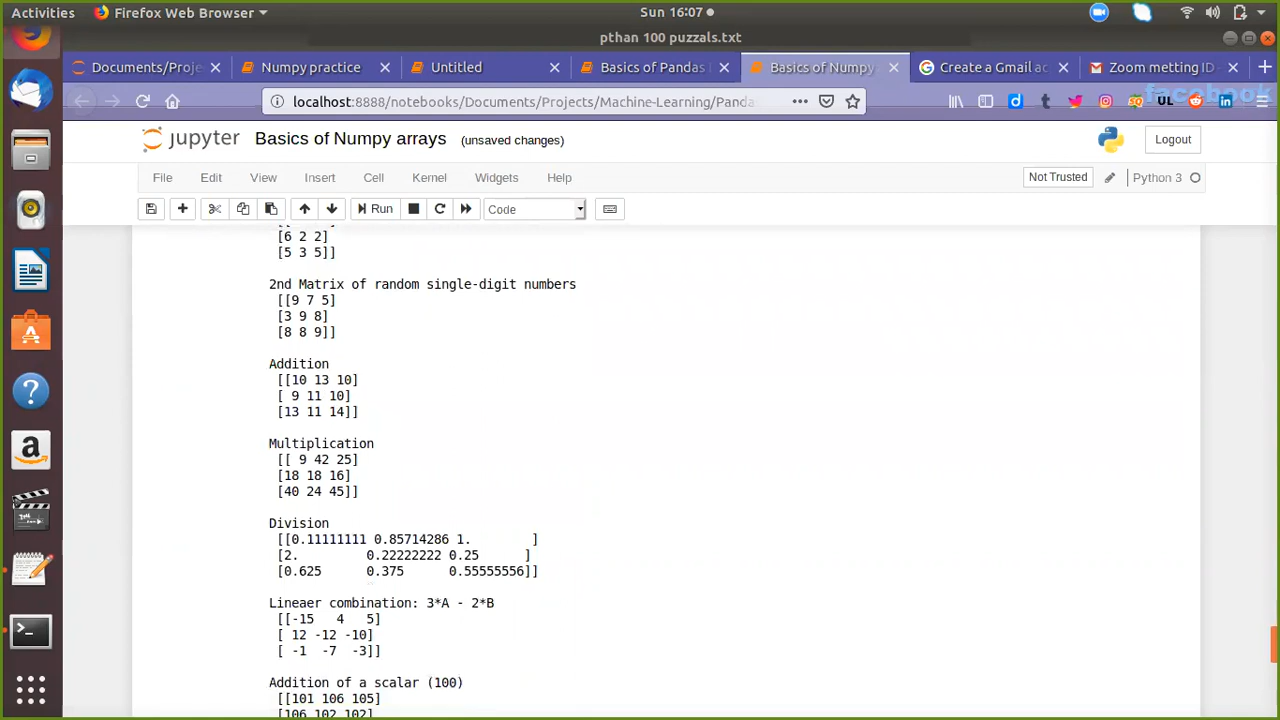 Activities Firefox Web Browser Sun 16:07
pthan 100 puzzals.txt
Documents/Proje Numpy practice Untitled Basics of Pandas Basics of Numpy Create a Gmail ac Zoom metting ID -
localhost:8888/notebooks/Documents/Projects/Machine-Learning/Panda
facebook
jupyter Basics of Numpy arrays (unsaved changes) Logout
File Edit View Insert Cell Kernel Widgets Help Not Trusted Python 3
Run Code
[6 2 2]
[5 3 5]]
2nd Matrix of random single-digit numbers
[[9 7 5]
[3 9 8]
[8 8 9]]
Addition
[[10 13 10]
[ 9 11 10]
[13 11 14]]
Multiplication
[[ 9 42 25]
[18 18 16]
[40 24 45]]
Division
[[0.11111111 0.85714286 1. ]
[2. 0.22222222 0.25 ]
[0.625 0.375 0.55555556]]
Lineaer combination: 3*A - 2*B
[[-15 4 5]
[ 12 -12 -10]
[ -1 -7 -3]]
Addition of a scalar (100)
[[101 106 105]
[106 102 102]